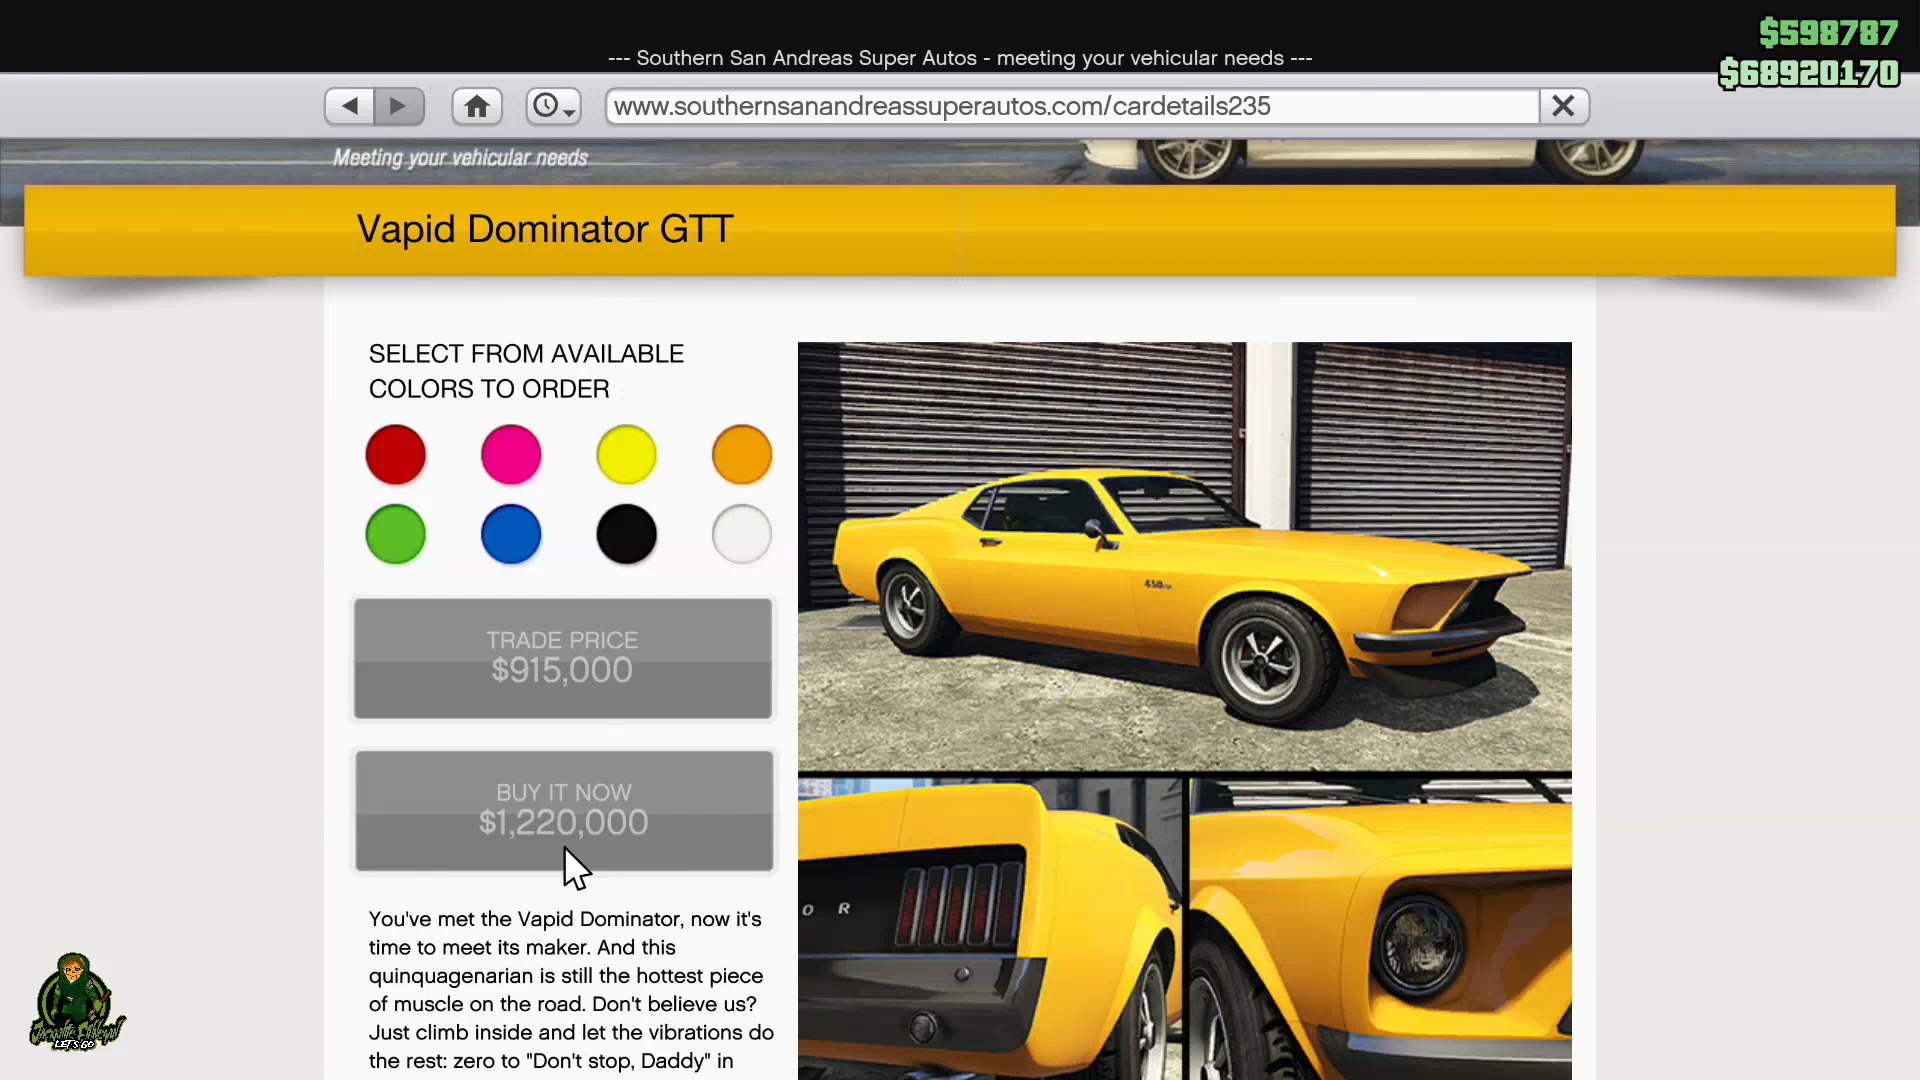 $598787
--- Southern San Andreas Super Autos - meeting your vehicular needs ---
$68920170
www.southernsanandreassuperautos.com/cardetails235
Meeting your vehicular needs
Vapid Dominator GTT
SELECT FROM AVAILABLE
COLORS TO ORDER
TRADE PRICE
$915,000
BUY IT NOW
$1,220,000
You've met the Vapid Dominator, now it's
time to meet its maker. And this
quinquagenarian is still the hottest piece
of muscle on the road. Don't believe us?
Just climb inside and let the vibrations do
the rest: zero to "Don't stop, Daddy" in
O R
LET'S GO